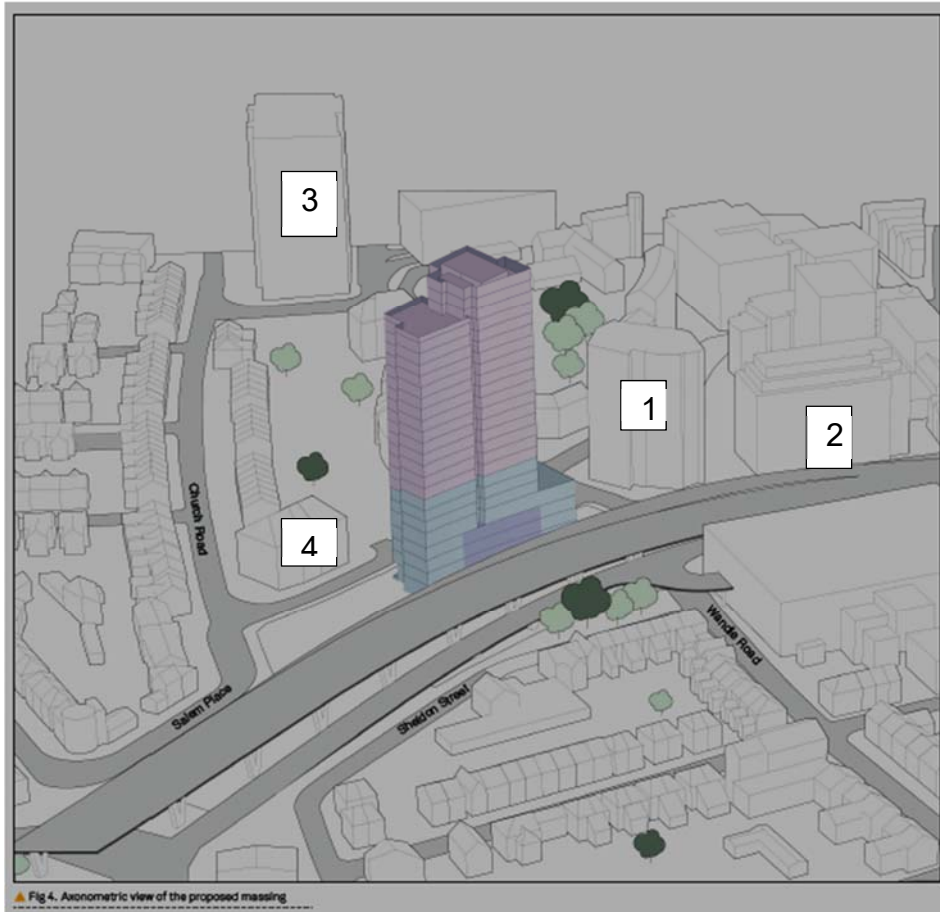 3
1
2
4
Church Road
Wandle Road
Salem Place
Sheldon Street
Fig 4. Axonometric view of the proposed massing